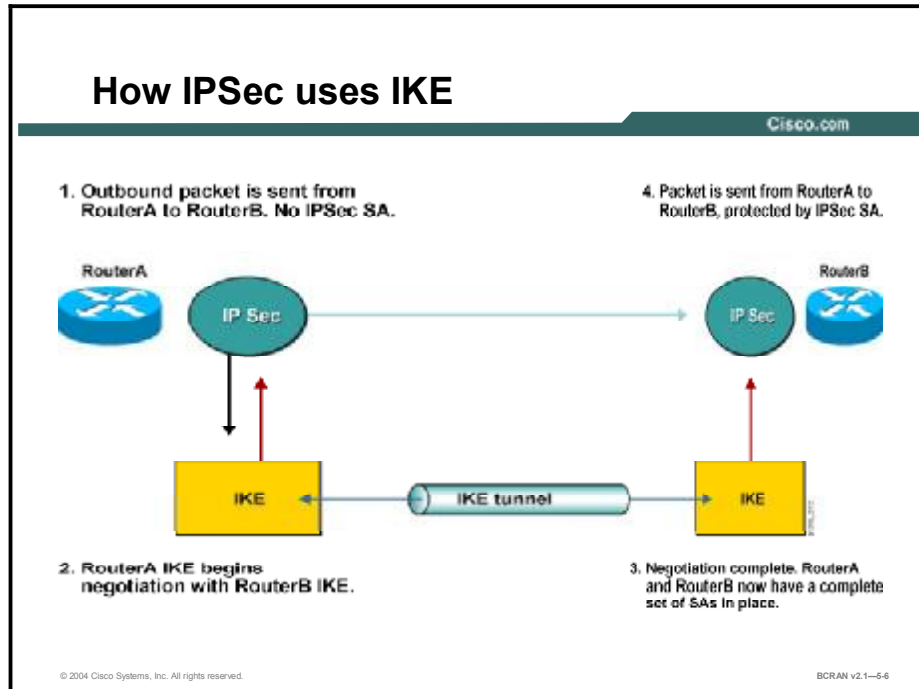 How IPSec uses IKE
Cisco.com
1. Outbound packet is sent from
RouterA to RouterB. No IPSec SA.
4. Packet is sent from RouterA to
RouterB, protected by IPSec SA.
RouterA
RouterB
IP Sec
IP Sec
IKE
IKE tunnel
IKE
2. RouterA IKE begins
negotiation with RouterB IKE.
3. Negotiation complete. RouterA
and RouterB now have a complete
set of SAs in place.
© 2004 Cisco Systems, Inc. All rights reserved.
BCRAN v2.1—5-6